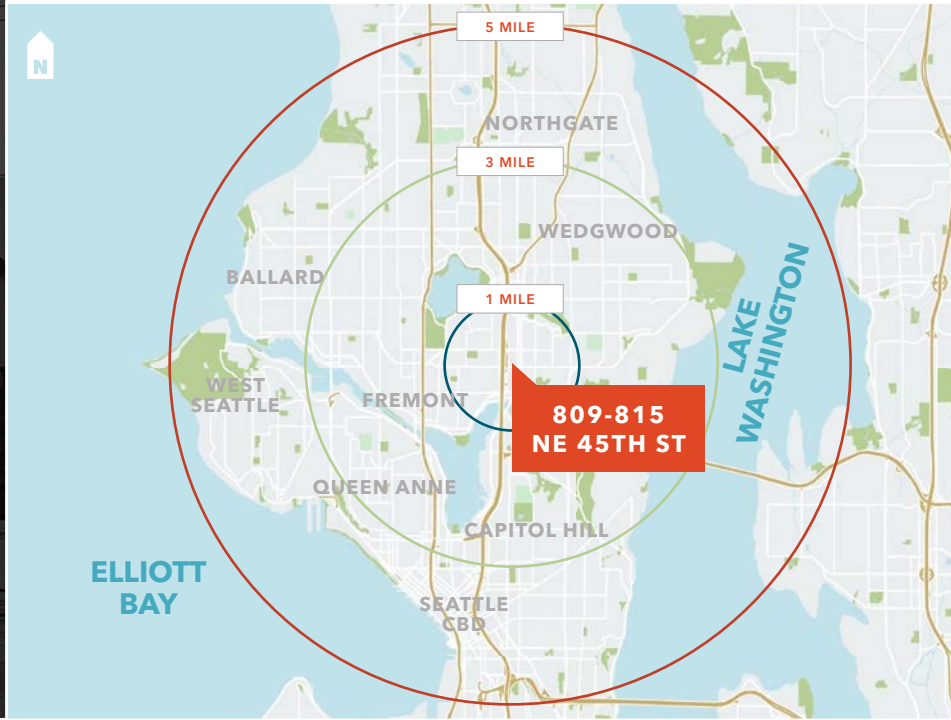 5 MILE
N
NORTHGATE
3 MILE
WEDGWOOD
BALLARD
1 MILE
LAKE
WASHINGTON
WEST
SEATTLE
FREMONT
809-815
NE 45TH ST
QUEEN ANNE
CAPITOL HILL
ELLIOTT
BAY
SEATTLE
CBD